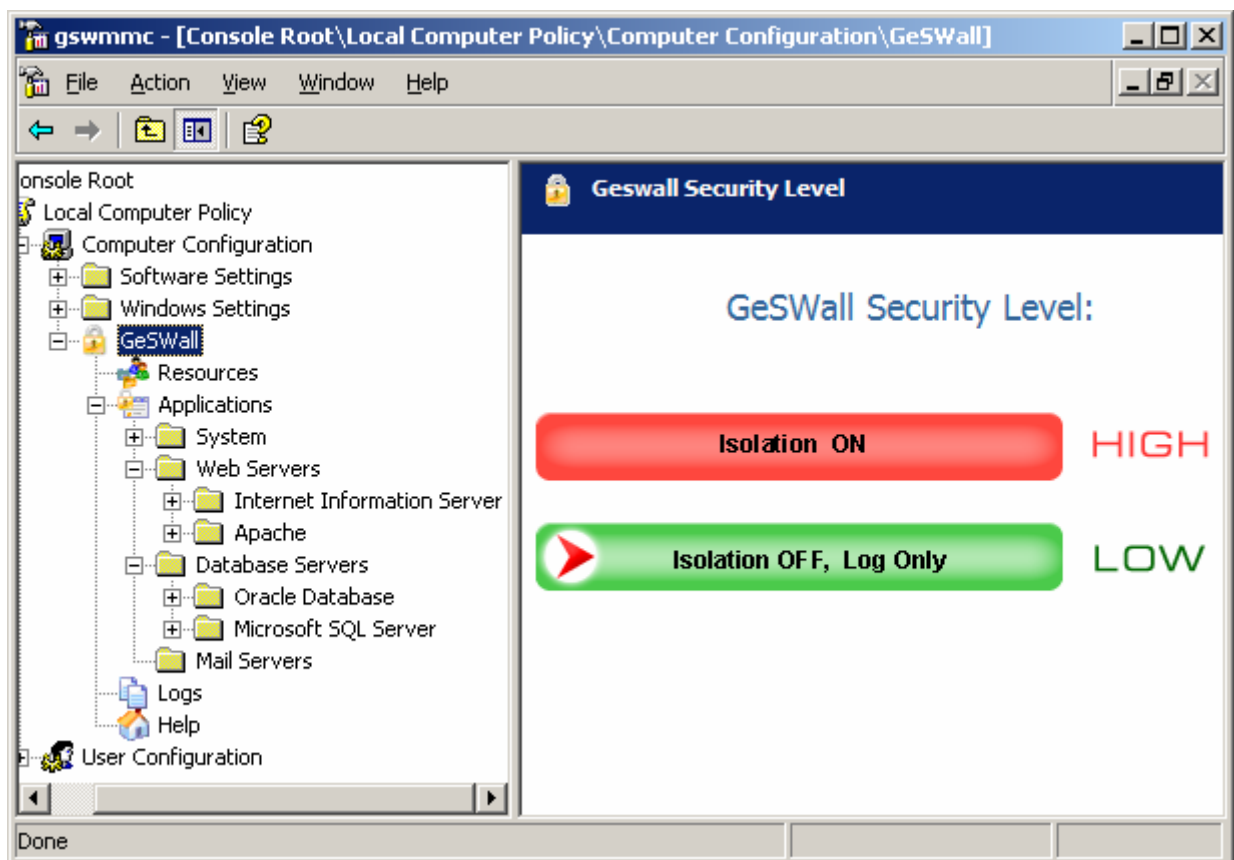 gswmmc - [Console Root\Local Computer Policy\Computer Configuration\GeSWall]
File Action View Window Help
onsole Root
Local Computer Policy
Computer Configuration
Software Settings
Windows Settings
GeSWall
Resources
Applications
System
Web Servers
Internet Information Server
Apache
Database Servers
Oracle Database
Microsoft SQL Server
Mail Servers
Logs
Help
User Configuration
Geswall Security Level
GeSWall Security Level:
Isolation ON HIGH
Isolation OFF, Log Only LOW
Done